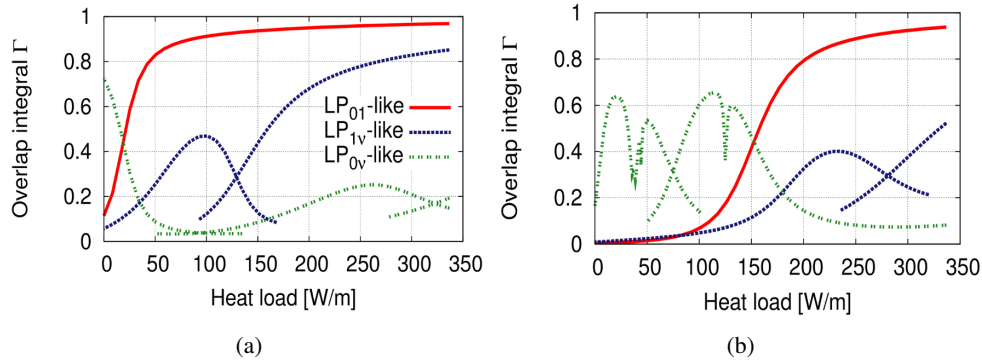 1
0.8
0.6
0.4
0.2
0
Overlap integral Γ
LP01-like
LP1ν-like
LP0ν-like
0 50 100 150 200 250 300 350
Heat load [W/m]
(a)
1
0.8
0.6
0.4
0.2
0
Overlap integral Γ
0 50 100 150 200 250 300 350
Heat load [W/m]
(b)